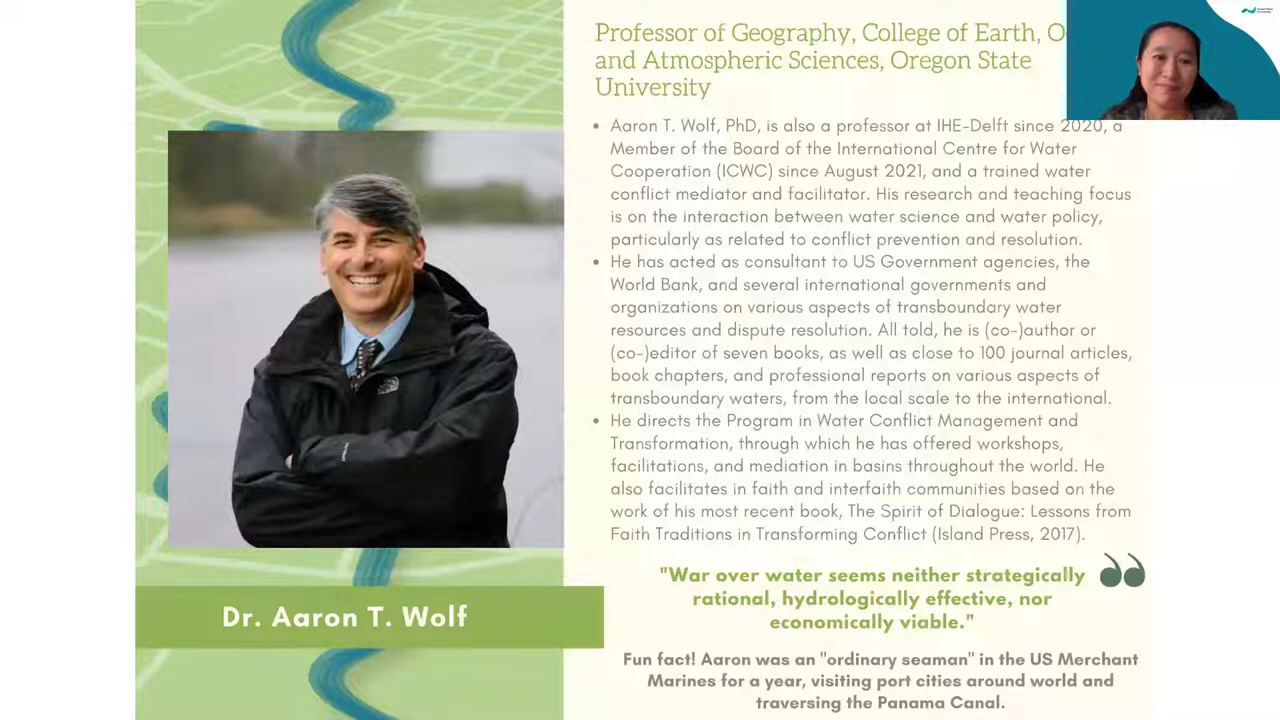 Professor of Geography, College of Earth, O
and Atmospheric Sciences, Oregon State
University
Aaron T. Wolf, PhD, is also a professor at IHE-Delft since 2020, a
Member of the Board of the International Centre for Water
Cooperation (ICWC) since August 2021, and a trained water
conflict mediator and facilitator. His research and teaching focus
is on the interaction between water science and water policy,
particularly as related to conflict prevention and resolution.
He has acted as consultant to US Government agencies, the
World Bank, and several international governments and
organizations on various aspects of transboundary water
resources and dispute resolution. All told, he is (co-)author or
(co-)editor of seven books, as well as close to 100 journal articles,
book chapters, and professional reports on various aspects of
transboundary waters, from the local scale to the international.
He directs the Program in Water Conflict Management and
Transformation, through which he has offered workshops,
facilitations, and mediation in basins throughout the world. He
also facilitates in faith and interfaith communities based on the
work of his most recent book, The Spirit of Dialogue: Lessons from
Faith Traditions in Transforming Conflict (Island Press, 2017).
"War over water seems neither strategically
rational, hydrologically effective, nor
economically viable."
Dr. Aaron T. Wolf
Fun fact! Aaron was an "ordinary seaman" in the US Merchant
Marines for a year, visiting port cities around world and
traversing the Panama Canal.